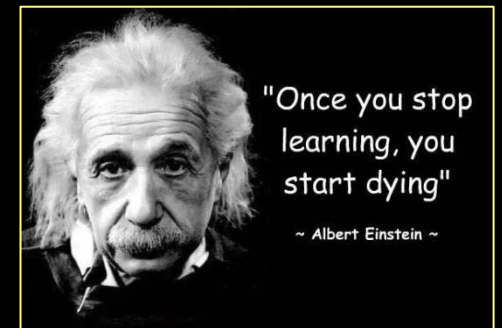 "Once you stop
learning, you
start dying"
~ Albert Einstein ~